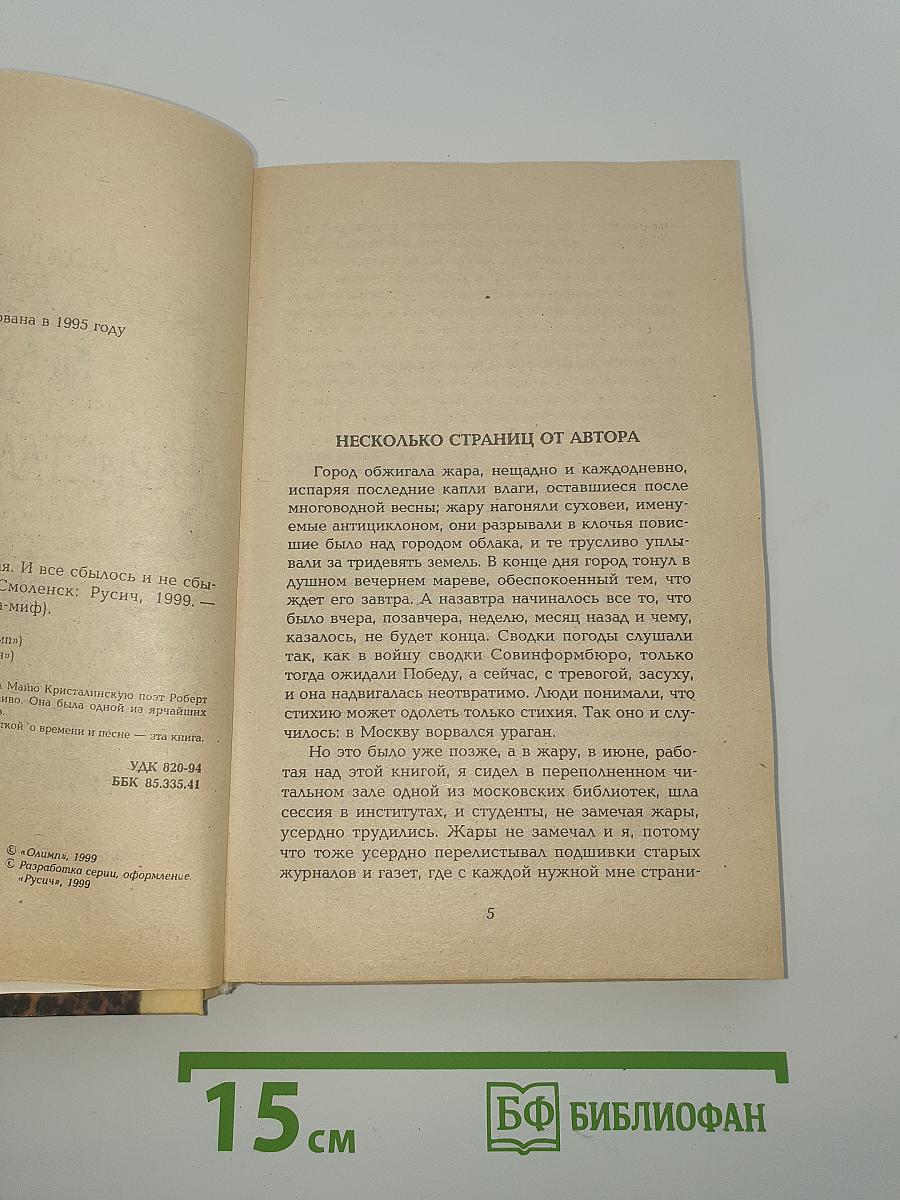 ована в 1995 году
я. И все сбылось и не сбы-
Смоленск: Русич, 1999. —
а-миф).
мп»)
н»)
Майю Кристалинскую поэт Роберт
иво. Она была одной из ярчайших
в.
ткой о времени и песне — эта книга.
УДК 820-94
ББК 85.335.41
© «Олимп», 1999
© Разработка серии, оформление.
«Русич», 1999
НЕСКОЛЬКО СТРАНИЦ ОТ АВТОРА
Город обжигала жара, нещадно и каждодневно,
испаряя последние капли влаги, оставшиеся после
многоводной весны; жару нагоняли суховеи, имену-
емые антициклоном, они разрывали в клочья повис-
шие было над городом облака, и те трусливо уплы-
вали за тридевять земель. В конце дня город тонул в
душном вечернем мареве, обеспокоенный тем, что
ждет его завтра. А назавтра начиналось все то, что
было вчера, позавчера, неделю, месяц назад и чему,
казалось, не будет конца. Сводки погоды слушали
так, как в войну сводки Совинформбюро, только
тогда ожидали Победу, а сейчас, с тревогой, засуху,
и она надвигалась неотвратимо. Люди понимали, что
стихию может одолеть только стихия. Так оно и слу-
чилось: в Москву ворвался ураган.
Но это было уже позже, а в жару, в июне, рабо-
тая над этой книгой, я сидел в переполненном чи-
тальном зале одной из московских библиотек, шла
сессия в институтах, и студенты, не замечая жары,
усердно трудились. Жары не замечал и я, потому
что тоже усердно перелистывал подшивки старых
журналов и газет, где с каждой нужной мне страни-
5
15 см
БФ БИБЛИОФАН